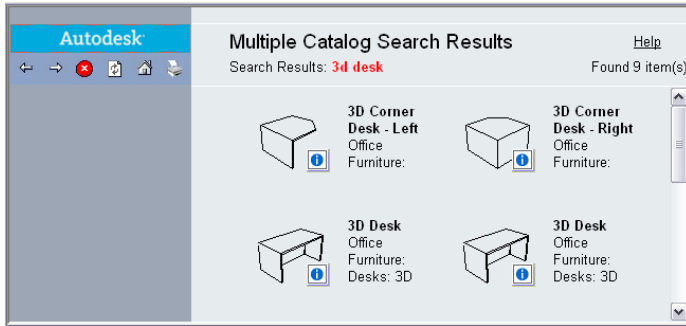 Autodesk
Multiple Catalog Search Results
Help
Search Results: 3d desk
Found 9 item(s)
3D Corner
Desk - Left
Office
Furniture:
3D Corner
Desk - Right
Office
Furniture:
3D Desk
Office
Furniture:
Desks: 3D
3D Desk
Office
Furniture:
Desks: 3D